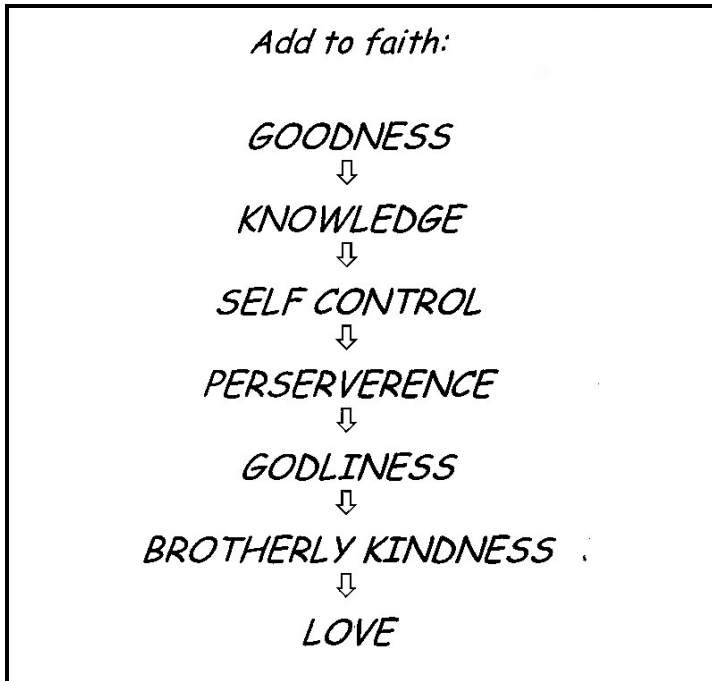 Add to faith:
GOODNESS
KNOWLEDGE
SELF CONTROL
PERSERVERENCE
GODLINESS
BROTHERLY KINDNESS
LOVE